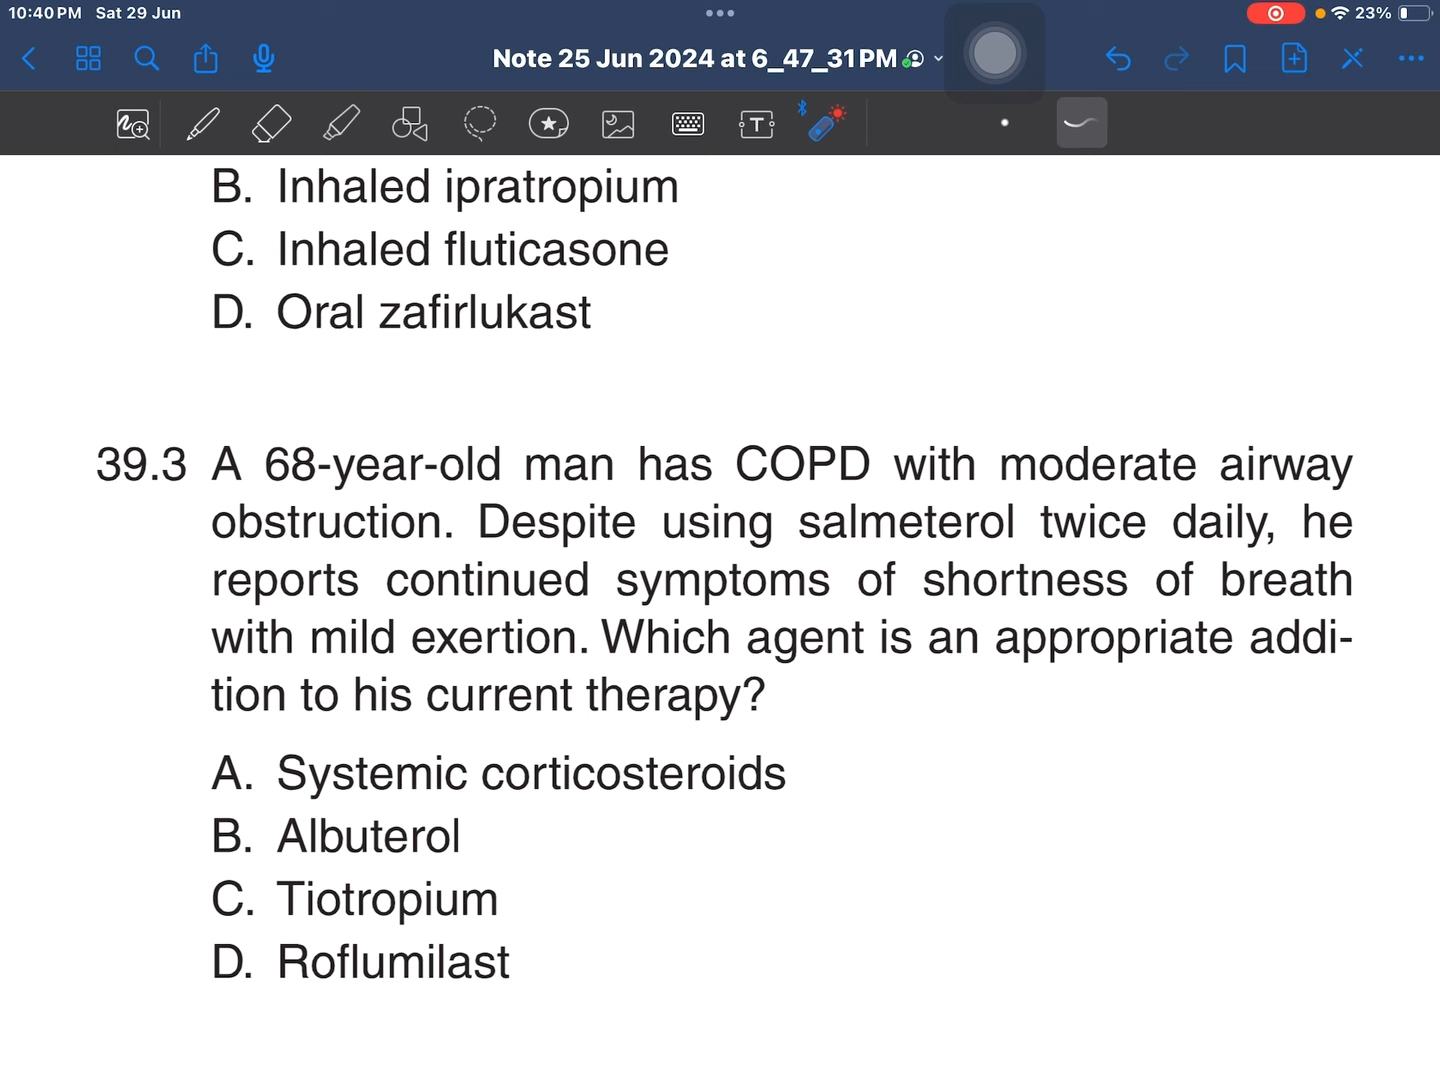 10:40 PM Sat 29 Jun
23%
Note 25 Jun 2024 at 6_47_31 PM
B. Inhaled ipratropium
C. Inhaled fluticasone
D. Oral zafirlukast
39.3 A 68-year-old man has COPD with moderate airway
obstruction. Despite using salmeterol twice daily, he
reports continued symptoms of shortness of breath
with mild exertion. Which agent is an appropriate addi-
tion to his current therapy?
A. Systemic corticosteroids
B. Albuterol
C. Tiotropium
D. Roflumilast